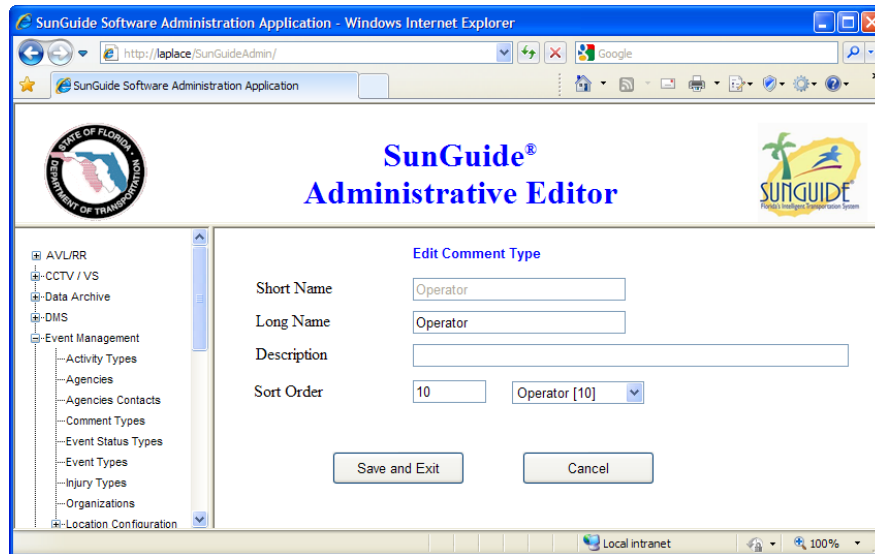 SunGuide Software Administration Application - Windows Internet Explorer
http://laplace/SunGuideAdmin/
Google
SunGuide Software Administration Application
STATE OF FLORIDA
DEPARTMENT OF TRANSPORTATION
SunGuide®
Administrative Editor
SUNGUIDE
Florida's Intelligent Transportation System
AVL/RR
CCTV / VS
Data Archive
DMS
Event Management
Activity Types
Agencies
Agencies Contacts
Comment Types
Event Status Types
Event Types
Injury Types
Organizations
Location Configuration
Edit Comment Type
Short Name Operator
Long Name Operator
Description
Sort Order 10 Operator [10]
Save and Exit Cancel
Local intranet 100%